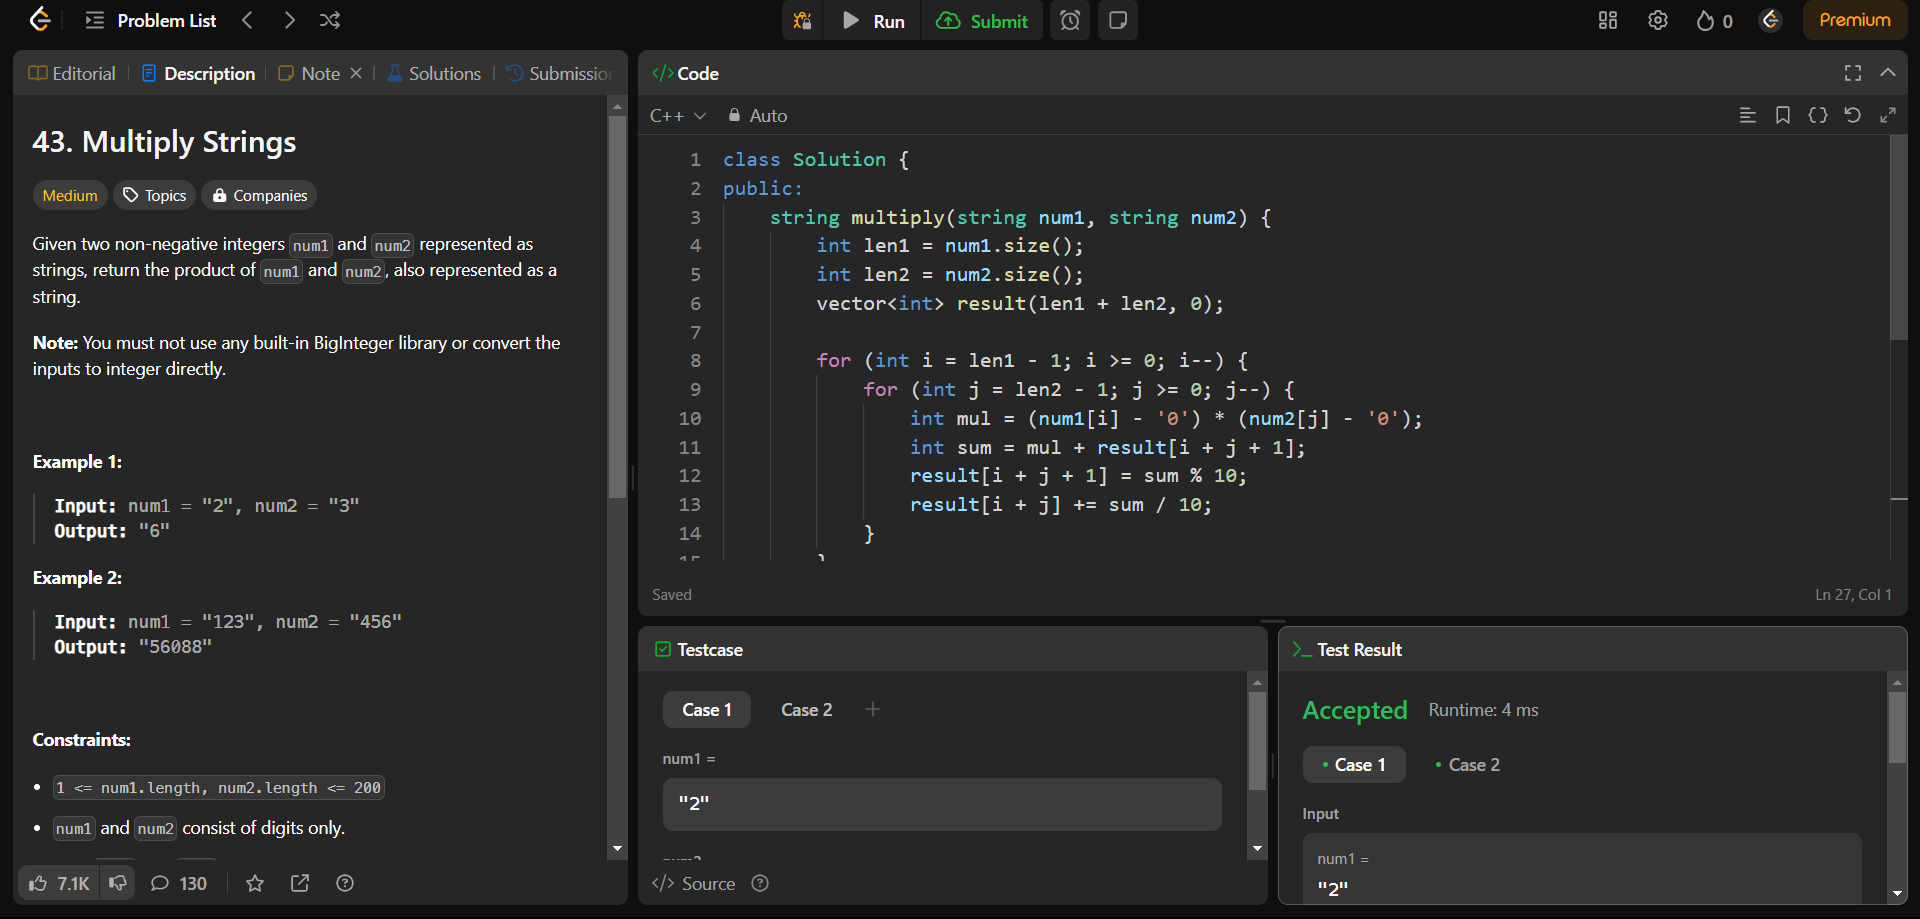 Problem List
Run
Submit
0
Premium
Editorial
Description
Note
Solutions
43. Multiply Strings
Medium
Topics
Companies
Given two non-negative integers num1 and num2 represented as
strings, return the product of num1 and num2, also represented as a
string.
Note: You must not use any built-in BigInteger library or convert the
inputs to integer directly.
Example 1:
Input: num1 = "2", num2 = "3"
Output: "6"
Example 2:
Input: num1 = "123", num2 = "456"
Output: "56088"
Constraints:
• 1 <= num1.length, num2.length <= 200
• num1 and num2 consist of digits only.
7.1K
130
</> Code
C++
Auto
1 class Solution {
2 public:
3     string multiply(string num1, string num2) {
4         int len1 = num1.size();
5         int len2 = num2.size();
6         vector<int> result(len1 + len2, 0);
7
8         for (int i = len1 - 1; i >= 0; i--) {
9             for (int j = len2 - 1; j >= 0; j--) {
10                 int mul = (num1[i] - '0') * (num2[j] - '0');
11                 int sum = mul + result[i + j + 1];
12                 result[i + j + 1] = sum % 10;
13                 result[i + j] += sum / 10;
14             }
Saved
Ln 27, Col 1
Testcase
Case 1
Case 2
num1 =
"2"
</> Source
Test Result
Accepted
Runtime: 4 ms
• Case 1
• Case 2
Input
num1 =
"2"